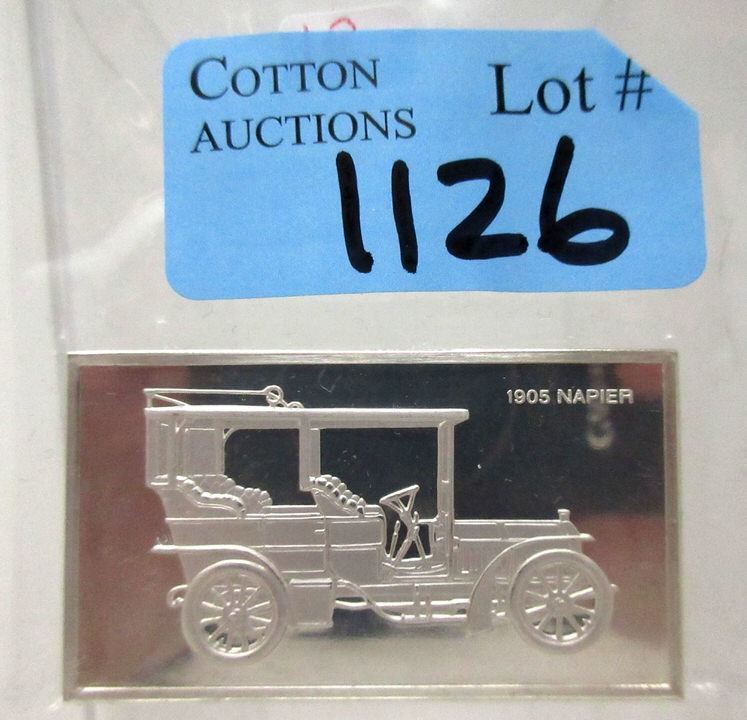 COTTON
AUCTIONS
Lot #
1126
1905 NAPIER